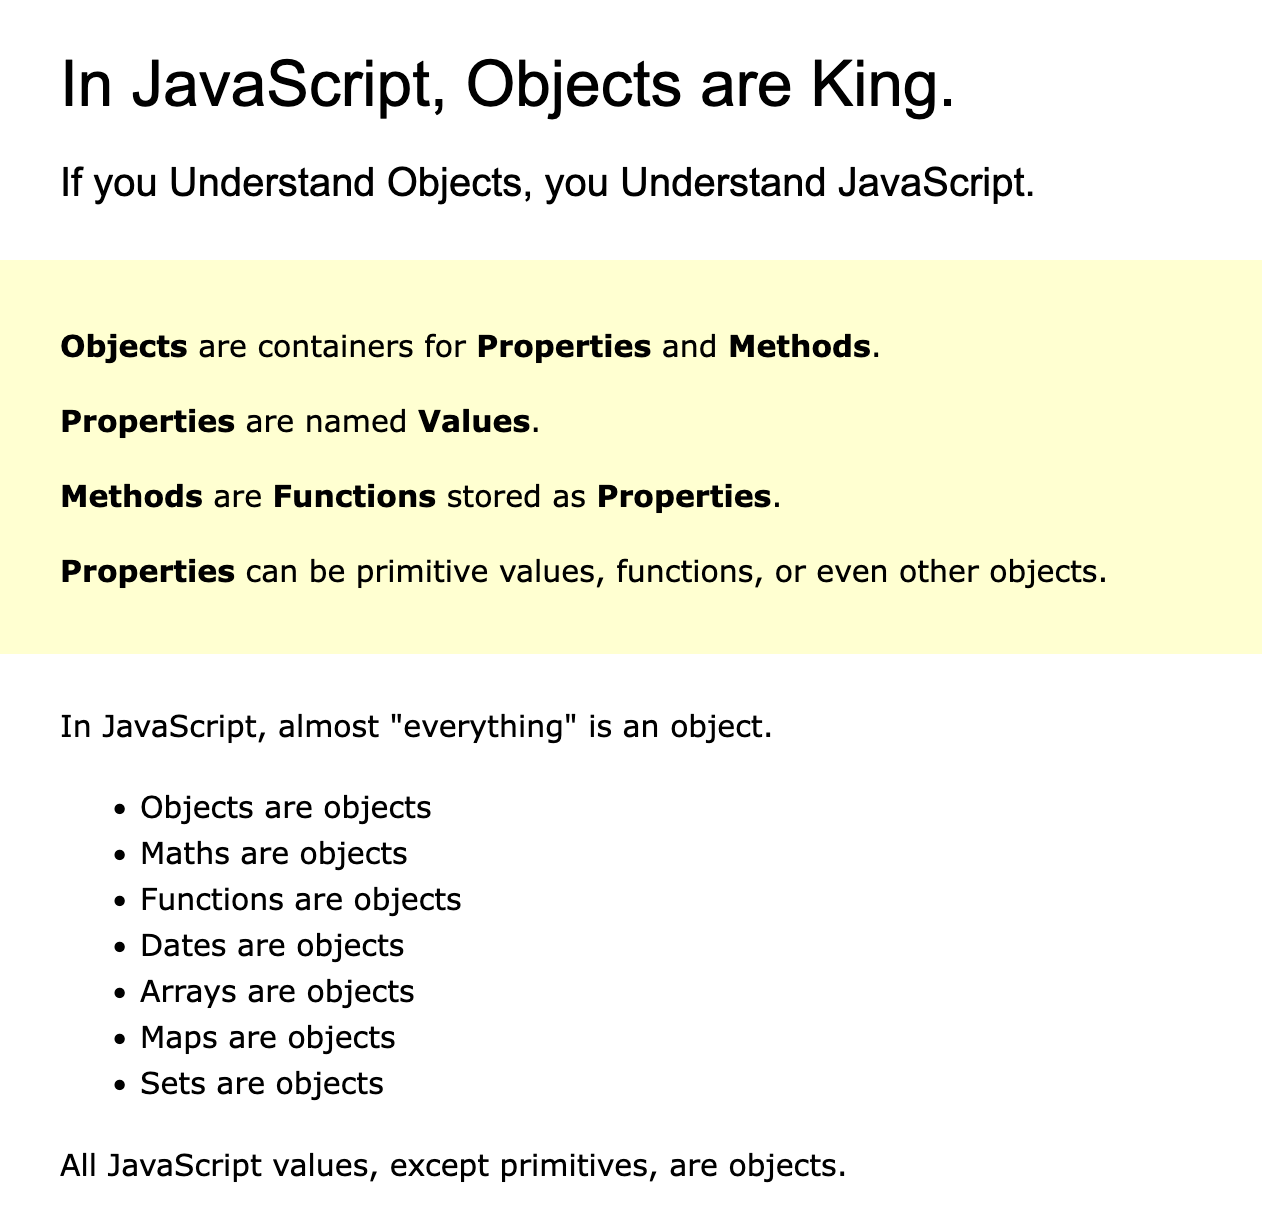 In JavaScript, Objects are King.
If you Understand Objects, you Understand JavaScript.
Objects are containers for Properties and Methods.
Properties are named Values.
Methods are Functions stored as Properties.
Properties can be primitive values, functions, or even other objects.
In JavaScript, almost "everything" is an object.
• Objects are objects
• Maths are objects
• Functions are objects
• Dates are objects
• Arrays are objects
• Maps are objects
• Sets are objects
All JavaScript values, except primitives, are objects.